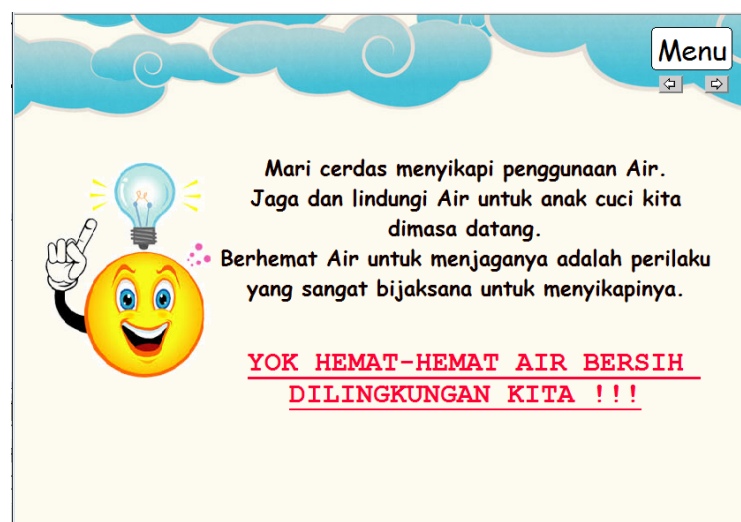 Menu
Mari cerdas menyikapi penggunaan Air.
Jaga dan lindungi Air untuk anak cuci kita
dimasa datang.
Berhemat Air untuk menjaganya adalah perilaku
yang sangat bijaksana untuk menyikapinya.
YOK HEMAT-HEMAT AIR BERSIH
DILINGKUNGAN KITA !!!